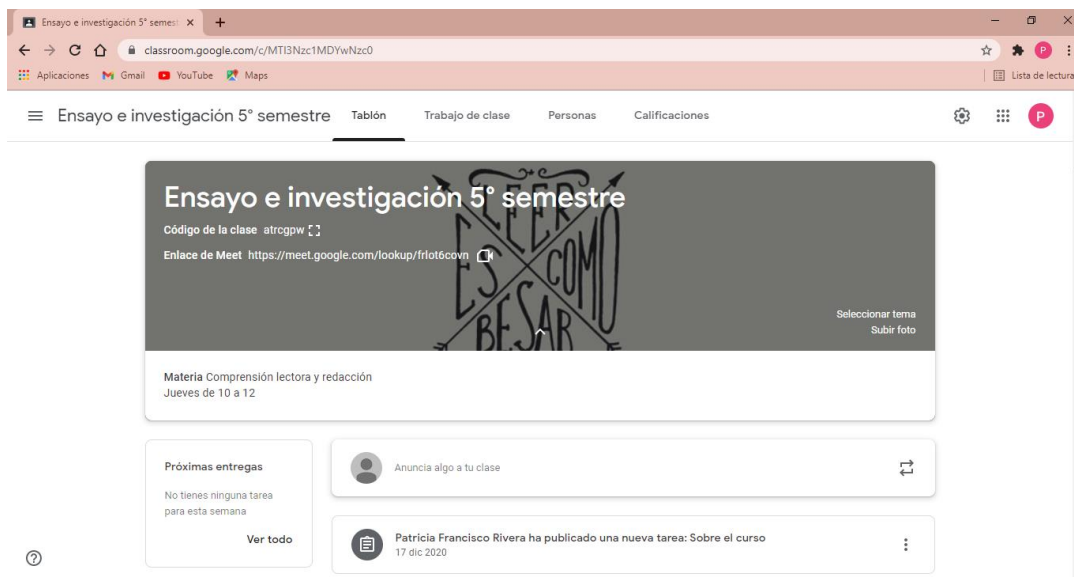 Ensayo e investigación 5° semest
classroom.google.com/c/MTI3Nzc1MDYwNzc0
Aplicaciones Gmail YouTube Maps Lista de lectura
Ensayo e investigación 5° semestre Tablón Trabajo de clase Personas Calificaciones P
Ensayo e investigación 5° semestre
Código de la clase atrcgpw
Enlace de Meet https://meet.google.com/lookup/frlot6covn
LEER
ES COMO
BESAR
Seleccionar tema
Subir foto
Materia Comprensión lectora y redacción
Jueves de 10 a 12
Próximas entregas
No tienes ninguna tarea
para esta semana
Ver todo
Anuncia algo a tu clase
Patricia Francisco Rivera ha publicado una nueva tarea: Sobre el curso
17 dic 2020